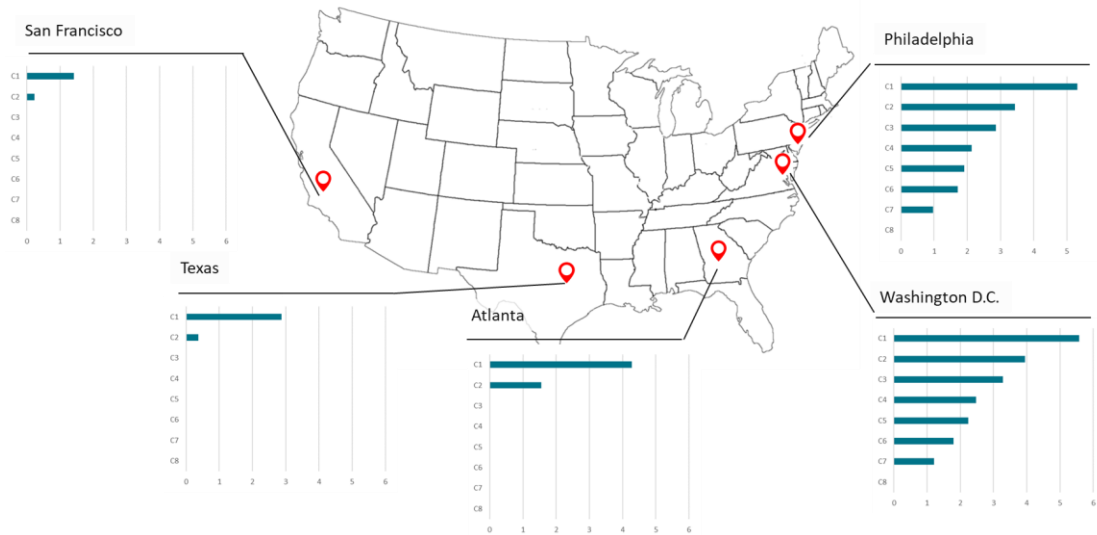 San Francisco
C1
C2
C3
C4
C5
C6
C7
C8
0 1 2 3 4 5 6
Philadelphia
C1
C2
C3
C4
C5
C6
C7
C8
0 1 2 3 4 5
Texas
C1
C2
C3
C4
C5
C6
C7
C8
0 1 2 3 4 5 6
Atlanta
C1
C2
C3
C4
C5
C6
C7
C8
0 1 2 3 4 5 6
Washington D.C.
C1
C2
C3
C4
C5
C6
C7
C8
0 1 2 3 4 5 6